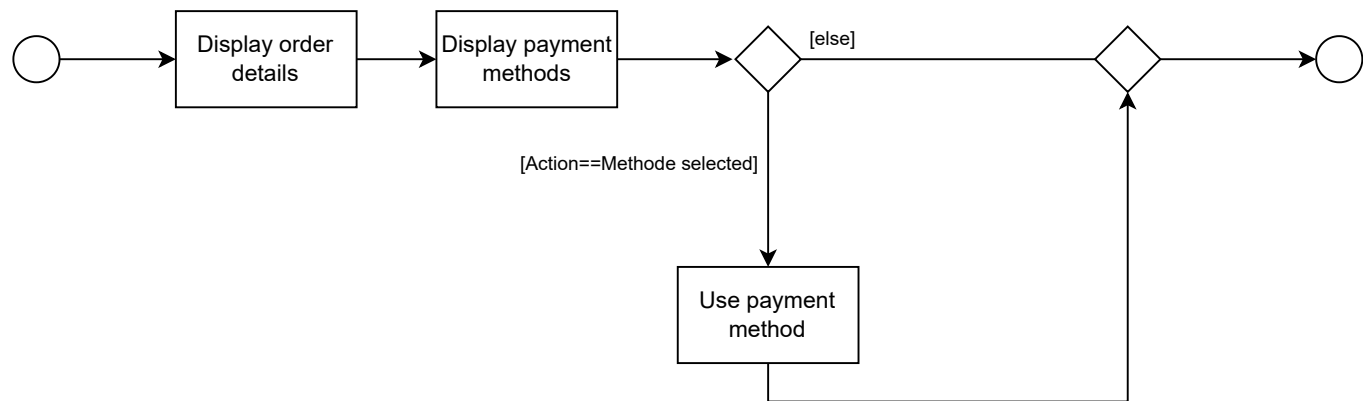 Display order
details
Display payment
methods
[else]
[Action==Methode selected]
Use payment
method